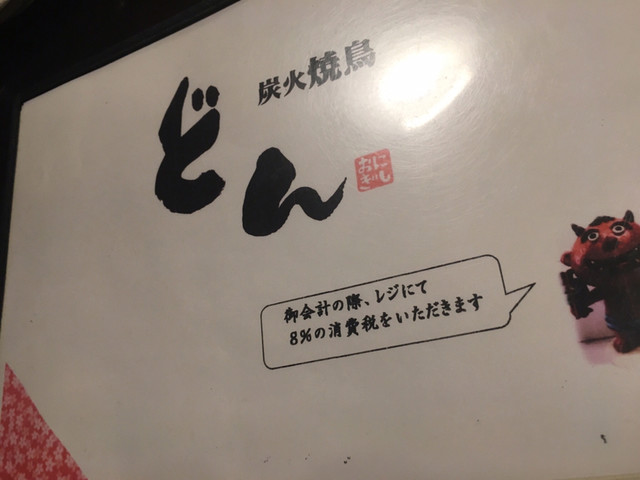 炭火焼鳥
どん
にし
おぎ
御会計の際、レジにて
8%の消費税をいただきます